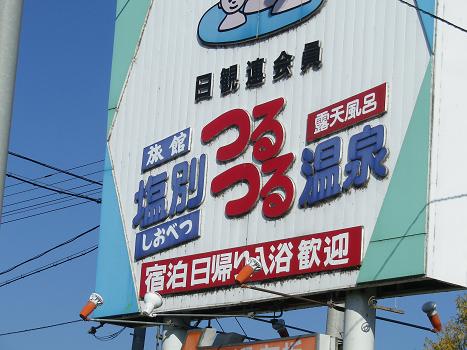 日観連会員
旅館
露天風呂
塩別つるつる温泉
しおべつ
宿泊日帰り入浴歓迎